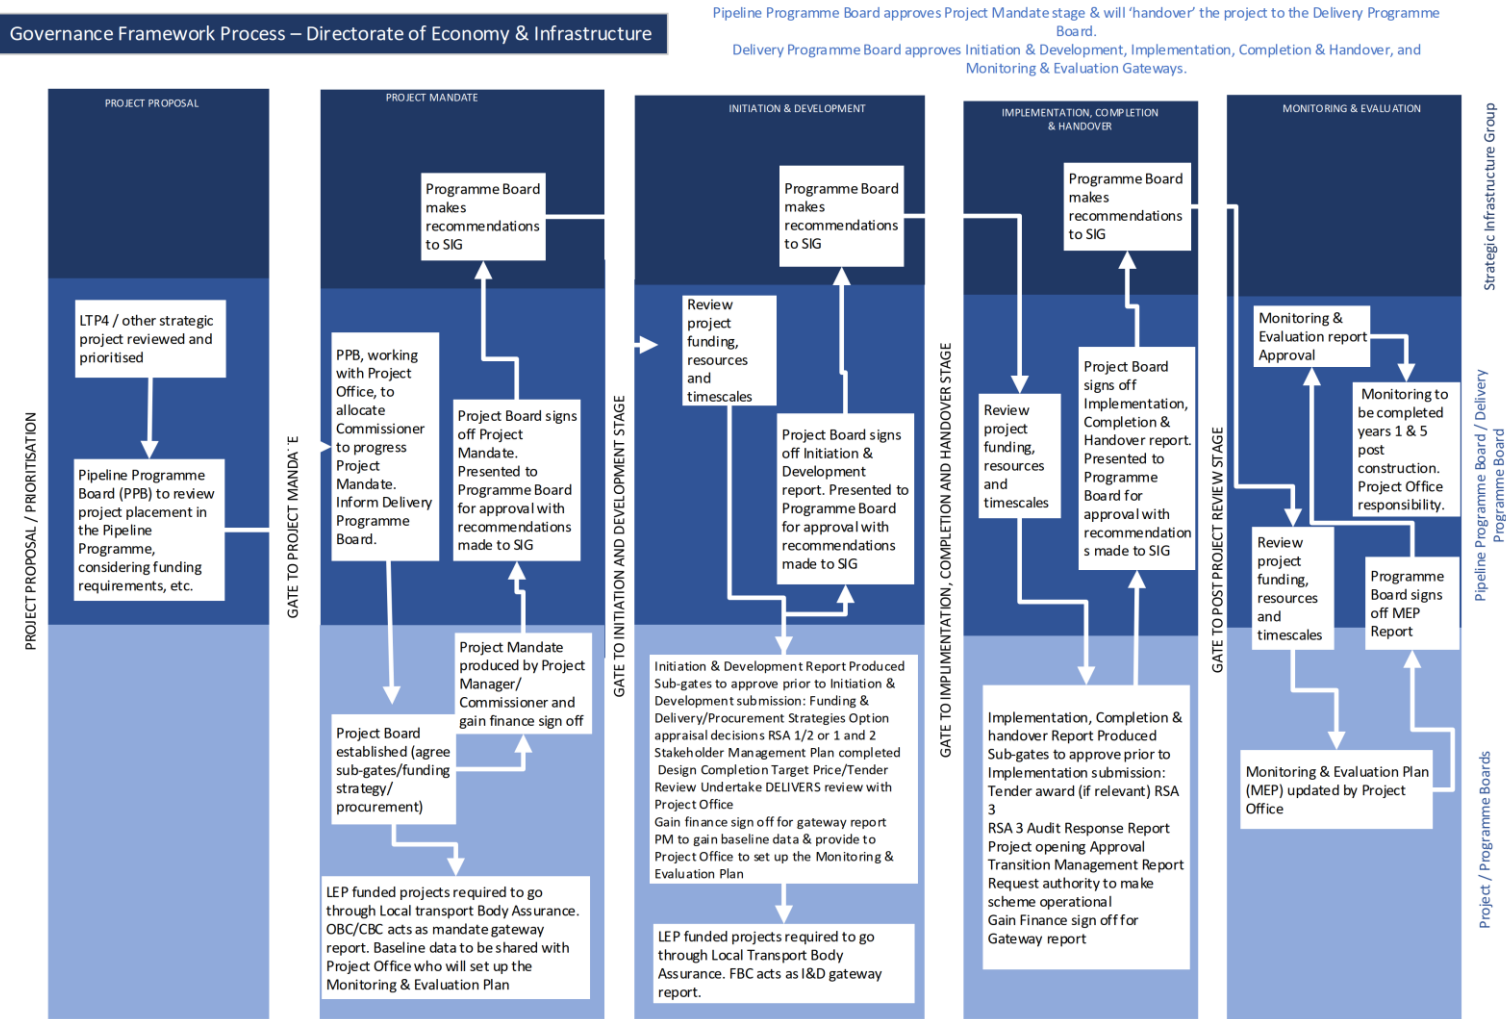 Governance Framework Process – Directorate of Economy & Infrastructure
Pipeline Programme Board approves Project Mandate stage & will ‘handover’ the project to the Delivery Programme
Board.
Delivery Programme Board approves Initiation & Development, Implementation, Completion & Handover, and
Monitoring & Evaluation Gateways.
PROJECT PROPOSAL / PRIORITISATION
PROJECT PROPOSAL
LTP4 / other strategic
project reviewed and
prioritised
Pipeline Programme
Board (PPB) to review
project placement in
the Pipeline
Programme,
considering funding
requirements, etc.
GATE TO PROJECT MANDATE
PROJECT MANDATE
Programme Board
makes
recommendations
to SIG
PPB, working
with Project
Office, to
allocate
Commissioner
to progress
Project
Mandate.
Inform Delivery
Programme
Board.
Project Board signs
off Project
Mandate.
Presented to
Programme Board
for approval with
recommendations
made to SIG
Project Mandate
produced by Project
Manager/
Commissioner and
gain finance sign off
Project Board
established (agree
sub-gates/funding
strategy/
procurement)
LEP funded projects required to go
through Local transport Body Assurance.
OBC/CBC acts as mandate gateway
report. Baseline data to be shared with
Project Office who will set up the
Monitoring & Evaluation Plan
GATE TO INITIATION AND DEVELOPMENT STAGE
INITIATION & DEVELOPMENT
Programme Board
makes
recommendations
to SIG
Review
project
funding,
resources
and
timescales
Project Board signs
off Initiation &
Development
report. Presented to
Programme Board
for approval with
recommendations
made to SIG
Initiation & Development Report Produced
Sub-gates to approve prior to Initiation &
Development submission: Funding &
Delivery/Procurement Strategies Option
appraisal decisions RSA 1/2 or 1 and 2
Stakeholder Management Plan completed
Design Completion Target Price/Tender
Review Undertake DELIVERS review with
Project Office
Gain finance sign off for gateway report
PM to gain baseline data & provide to
Project Office to set up the Monitoring &
Evaluation Plan
LEP funded projects required to go
through Local Transport Body
Assurance. FBC acts as I&D gateway
report.
GATE TO IMPLIMENTATION, COMPLETION AND HANDOVER STAGE
IMPLEMENTATION, COMPLETION
& HANDOVER
Programme Board
makes
recommendations
to SIG
Review
project
funding,
resources
and timescales
Project Board
signs off
Implementation,
Completion &
Handover report.
Presented to
Programme
Board for
approval with
recommendation
s made to SIG
Implementation, Completion &
handover Report Produced
Sub-gates to approve prior to
Implementation submission:
Tender award (if relevant) RSA
3
RSA 3 Audit Response Report
Project opening Approval
Transition Management Report
Request authority to make
scheme operational
Gain Finance sign off for
Gateway report
GATE TO POST PROJECT REVIEW STAGE
MONITORING & EVALUATION
Monitoring &
Evaluation report
Approval
Monitoring to
be completed
years 1 & 5
post
construction.
Project Office
responsibility.
Review
project
funding,
resources
and
timescales
Programme
Board signs
off MEP
Report
Monitoring & Evaluation Plan
(MEP) updated by Project
Office
Strategic Infrastructure Group
Pipeline Programme Board / Delivery
Programme Board
Project / Programme Boards